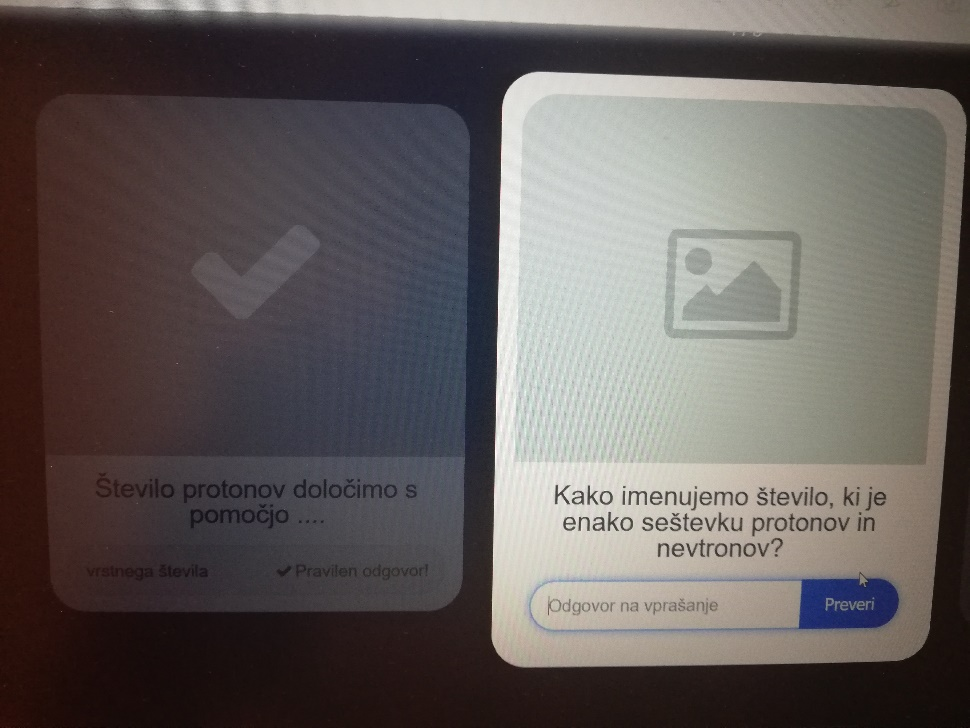 Število protonov določimo s
pomočjo ....
vrstnega števila
Pravilen odgovor!
Kako imenujemo število, ki je
enako seštevku protonov in
nevtronov?
Odgovor na vprašanje
Preveri